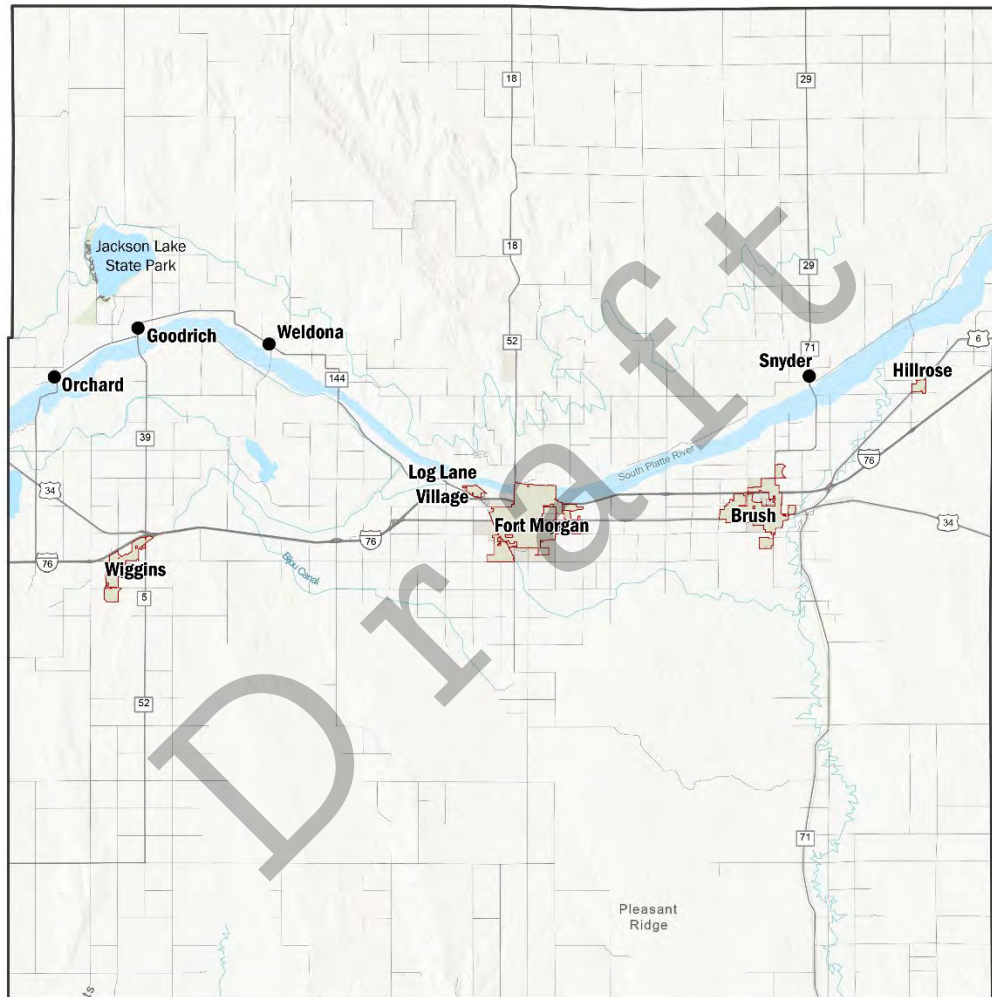 18
29
Jackson Lake
State Park
18
29
Goodrich
Weldona
52
71
6
Snyder
Hillrose
Orchard
144
39
76
South Platte River
Log Lane
Village
34
Fort Morgan
Brush
34
76
76
Bijou Canal
Wiggins
5
52
71
Pleasant
Ridge
ts
Draft